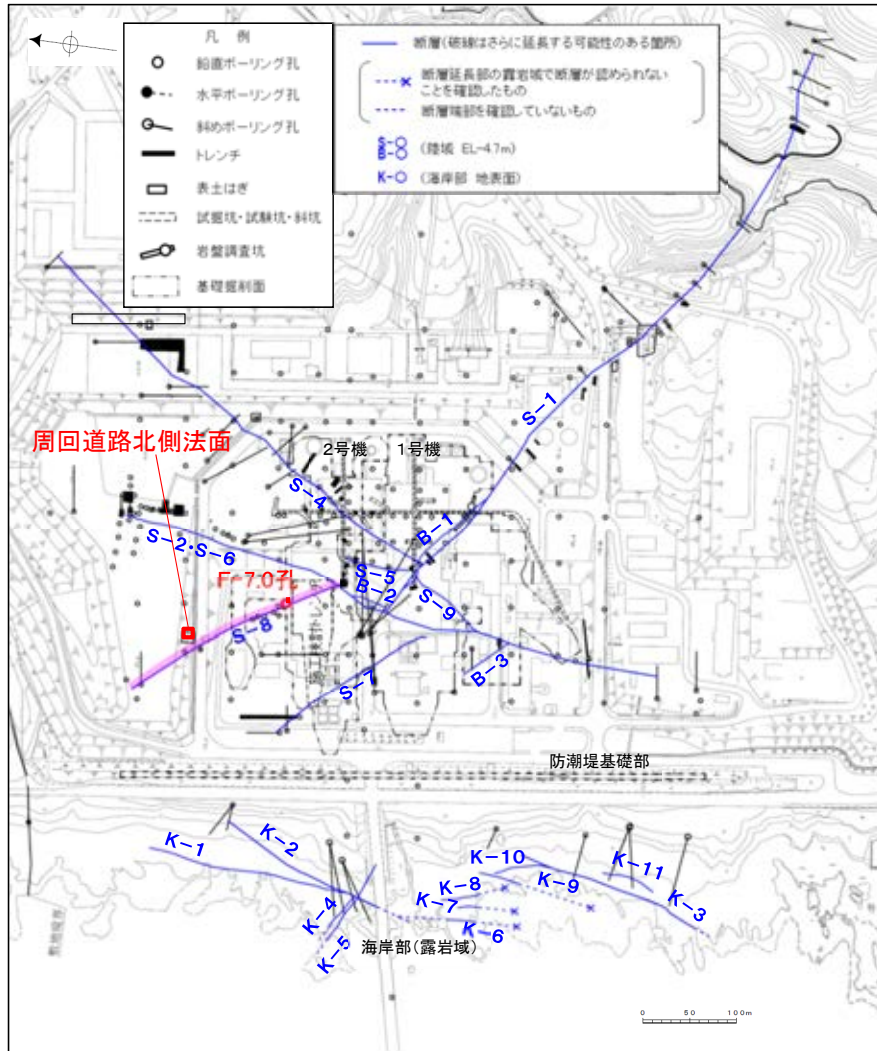 凡 例
鉛直ボーリング孔
水平ボーリング孔
斜めボーリング孔
トレンチ
表土はぎ
試掘坑・試験坑・斜坑
岩盤調査坑
基礎掘削面
断層(破線はさらに延長する可能性のある箇所)
断層延長部の露岩域で断層が認められない
ことを確認したもの
断層端部を確認していないもの
S-○
B-○
(陸域 EL-4.7m)
K-○ (海岸部 地表面)
S-1
周回道路北側法面
2号機
1号機
S-4
B-1
S-2・S-6
S-5
F-7.0孔
B-2
S-9
S-8
S-7
B-3
防潮堤基礎部
K-1
K-2
K-10
K-11
K-8
K-9
K-4
K-7
K-3
K-6
K-5
海岸部(露岩域)
0 50 100m